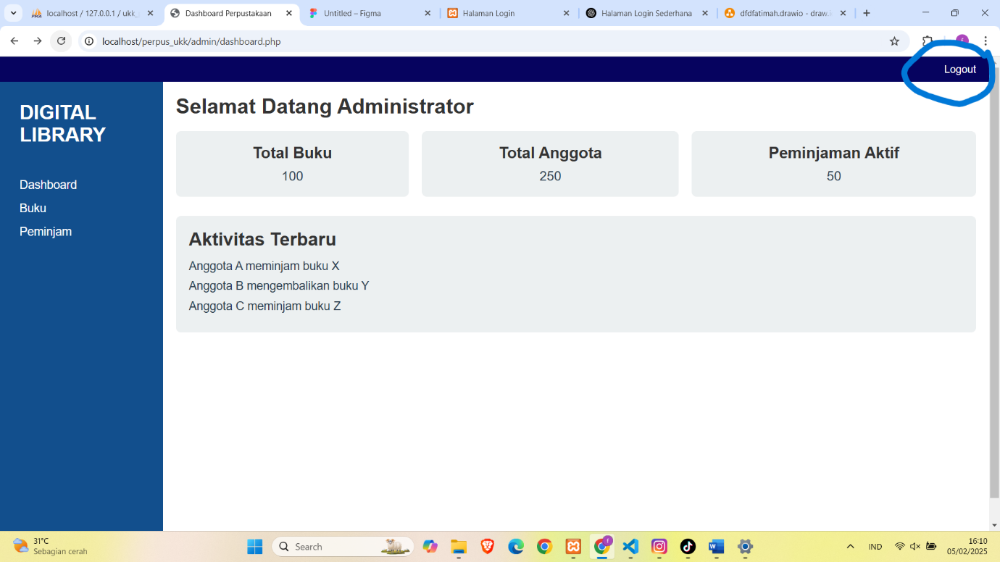 localhost / 127.0.0.1 / ukk_
Dashboard Perpustakaan
Untitled – Figma
Halaman Login
Halaman Login Sederhana
dfdfatimah.drawio - draw.
localhost/perpus_ukk/admin/dashboard.php
Logout
DIGITAL
LIBRARY
Dashboard
Buku
Peminjam
Selamat Datang Administrator
Total Buku
100
Total Anggota
250
Peminjaman Aktif
50
Aktivitas Terbaru
Anggota A meminjam buku X
Anggota B mengembalikan buku Y
Anggota C meminjam buku Z
31°C
Sebagian cerah
Search
IND
16:10
05/02/2025